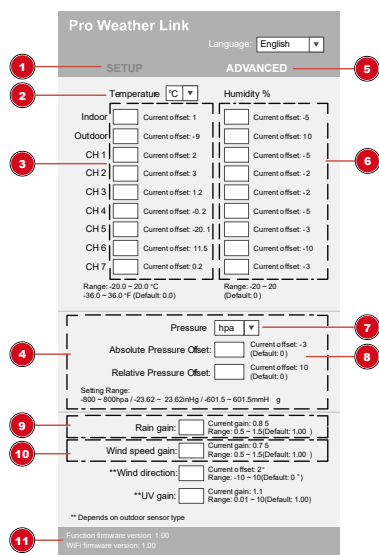 Pro Weather Link
Language: English
1 SETUP ADVANCED 5
2 Temperature °C Humidity %
Indoor Current offset: 1 Current offset: -5
Outdoor Current offset: -9 Current offset: 10
3 CH 1 Current offset: 2 Current offset: -5 6
CH 2 Current offset: 3 Current offset: -2
CH 3 Current offset: 1.2 Current offset: -2
CH 4 Current offset: -0. 2 Current offset: -5
CH 5 Current offset: -20. 1 Current offset: -3
CH 6 Current offset: 11.5 Current offset: -10
CH 7 Current offset: 0.2 Current offset: -3
Range: -20.0 ~ 20.0 °C Range: -20 ~ 20
-36.0 ~ 36.0 °F (Default: 0.0) (Default: 0 )
Pressure hpa 7
4 Absolute Pressure Offset: Current offset: -3 8
(Default: 0 )
Relative Pressure Offset: Current offset: 10
(Default: 0 )
Setting Range:
-800 ~ 800hpa / -23.62 ~ 23.62inHg / -601.5 ~ 601.5mmH g
9 Rain gain: Current gain: 0.8 5
Range: 0.5 ~ 1.5(Default: 1.00 )
10 Wind speed gain: Current gain: 0.7 5
Range: 0.5 ~ 1.5(Default: 1.00 )
**Wind direction: Current offset: 2°
Range: -10 ~ 10(Default: 0 °)
**UV gain: Current gain: 1.1
Range: 0.01 ~ 10(Default: 1.00)
** Depends on outdoor sensor type
11 Function firmware version: 1.00
WiFi firmware version: 1.00